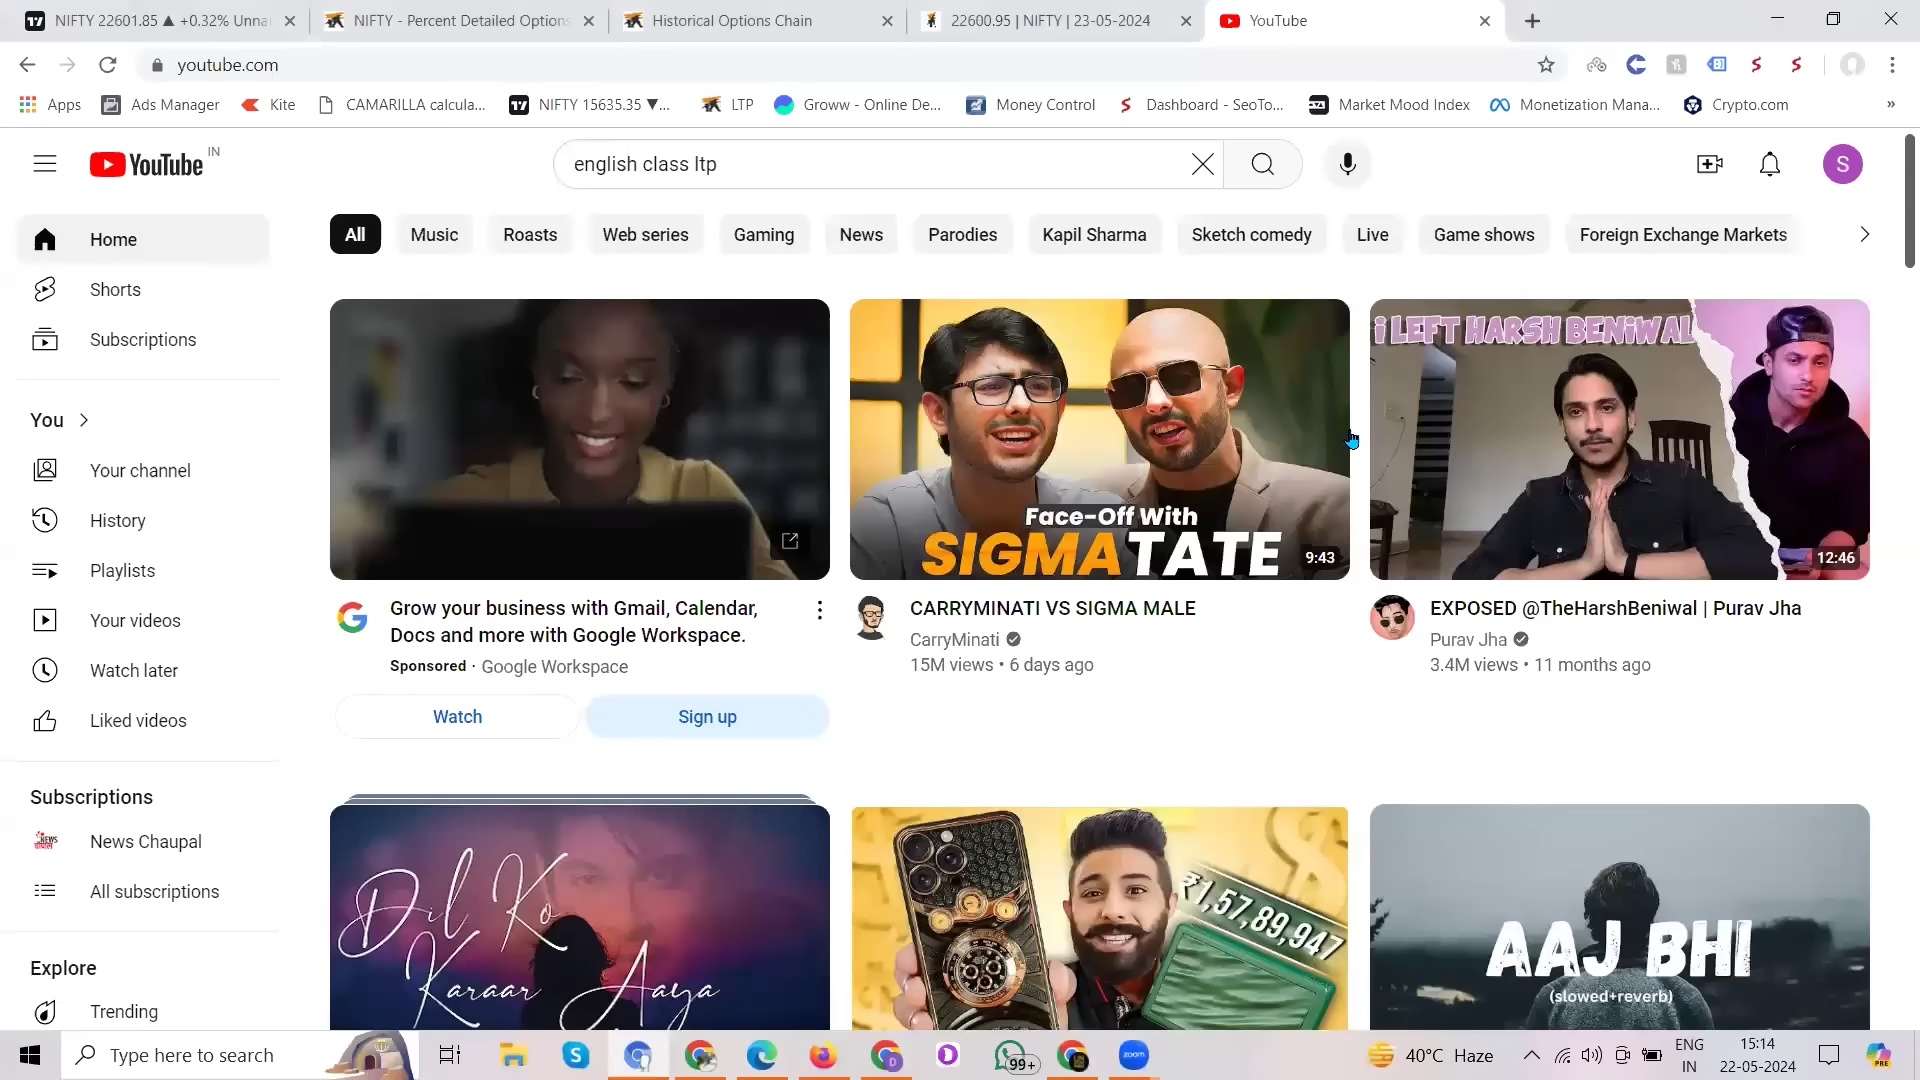 NIFTY 22601.85 ▲ +0.32% Unna
NIFTY - Percent Detailed Options
Historical Options Chain
22600.95 | NIFTY | 23-05-2024
YouTube
youtube.com
Apps
Ads Manager
Kite
CAMARILLA calcula...
NIFTY 15635.35 ▼...
LTP
Groww - Online De...
Money Control
Dashboard - SeoTo...
Market Mood Index
Monetization Mana...
Crypto.com
»
YouTube IN
english class ltp
S
Home
Shorts
Subscriptions
You
Your channel
History
Playlists
Your videos
Watch later
Liked videos
Subscriptions
News Chaupal
All subscriptions
Explore
Trending
All
Music
Roasts
Web series
Gaming
News
Parodies
Kapil Sharma
Sketch comedy
Live
Game shows
Foreign Exchange Markets
Face-Off With
SIGMA TATE
9:43
i LEFT HARSH BENiWAL
12:46
Grow your business with Gmail, Calendar,
Docs and more with Google Workspace.
Sponsored · Google Workspace
Watch
Sign up
CARRYMINATI VS SIGMA MALE
CarryMinati
15M views • 6 days ago
EXPOSED @TheHarshBeniwal | Purav Jha
Purav Jha
3.4M views • 11 months ago
Dil Ko
Karaar Aaya
₹1,57,89,947
AAJ BHI
(slowed+reverb)
Type here to search
99+
zoom
40°C Haze
ENG
IN
15:14
22-05-2024
PRE